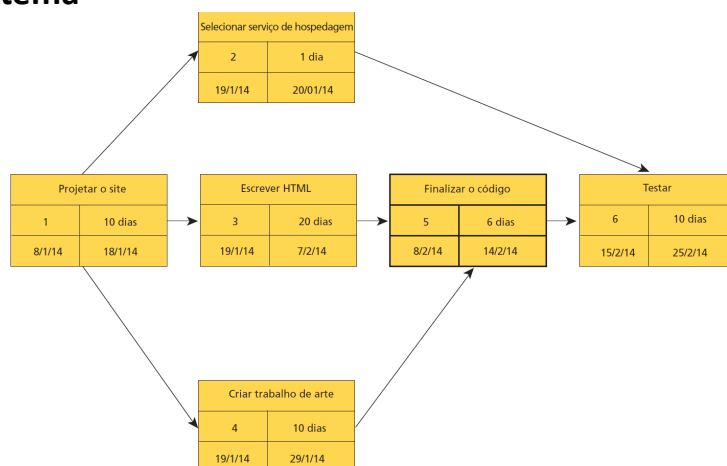 tema
Selecionar serviço de hospedagem
2 1 dia
19/1/14 20/01/14
Projetar o site
1 10 dias
8/1/14 18/1/14
Escrever HTML
3 20 dias
19/1/14 7/2/14
Finalizar o código
5 6 dias
8/2/14 14/2/14
Testar
6 10 dias
15/2/14 25/2/14
Criar trabalho de arte
4 10 dias
19/1/14 29/1/14